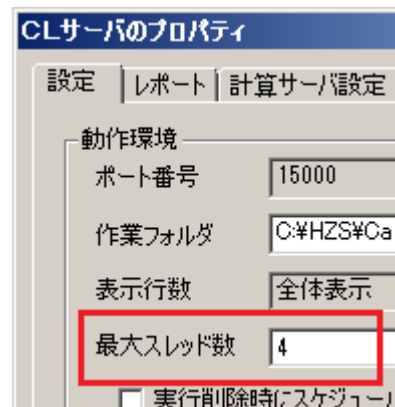 CLサーバのプロパティ
設定 レポート 計算サーバ設定
動作環境
ポート番号 15000
作業フォルダ C:¥HZS¥Ca
表示行数 全体表示
最大スレッド数 4
実行削除時にスケジュール